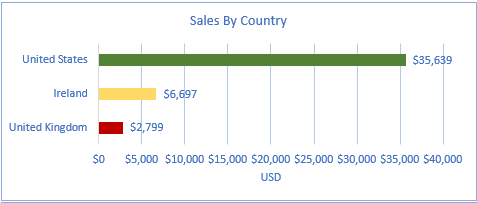 Sales By Country
United States $35,639
Ireland $6,697
United Kingdom $2,799
$0 $5,000 $10,000 $15,000 $20,000 $25,000 $30,000 $35,000 $40,000
USD